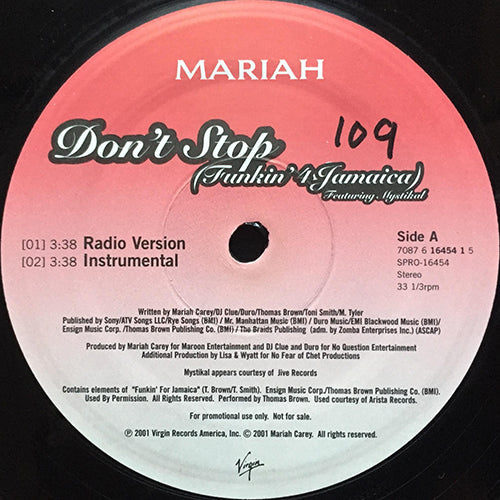 MARIAH
109
Don't Stop
(Funkin' 4 Jamaica)
Featuring Mystikal
Side A
7087 6 16454 1 5
SPRO-16454
Stereo
33 1/3rpm
[01] 3:38 Radio Version
[02] 3:38 Instrumental
Written by Mariah Carey/DJ Clue/Duro/Thomas Brown/Toni Smith/M. Tyler
Published by Sony/ATV Songs LLC/Rye Songs (BMI) / Mr. Manhattan Music (BMI) / Duro Music/EMI Blackwood Music (BMI)/
Ensign Music Corp. /Thomas Brown Publishing Co. (BMI) / The Braids Publishing (adm. by Zomba Enterprises Inc.) (ASCAP)
Produced by Mariah Carey for Maroon Entertainment and DJ Clue and Duro for No Question Entertainment
Additional Production by Lisa & Wyatt for No Fear of Chet Productions
Mystikal appears courtesy of Jive Records
Contains elements of "Funkin' For Jamaica" (T. Brown/T. Smith). Ensign Music Corp./Thomas Brown Publishing Co. (BMI).
Used By Permission. All Rights Reserved. Performed by Thomas Brown. Used courtesy of Arista Records.
For promotional use only. Not for sale.
℗ 2001 Virgin Records America, Inc. © 2001 Mariah Carey. All rights reserved.
Virgin